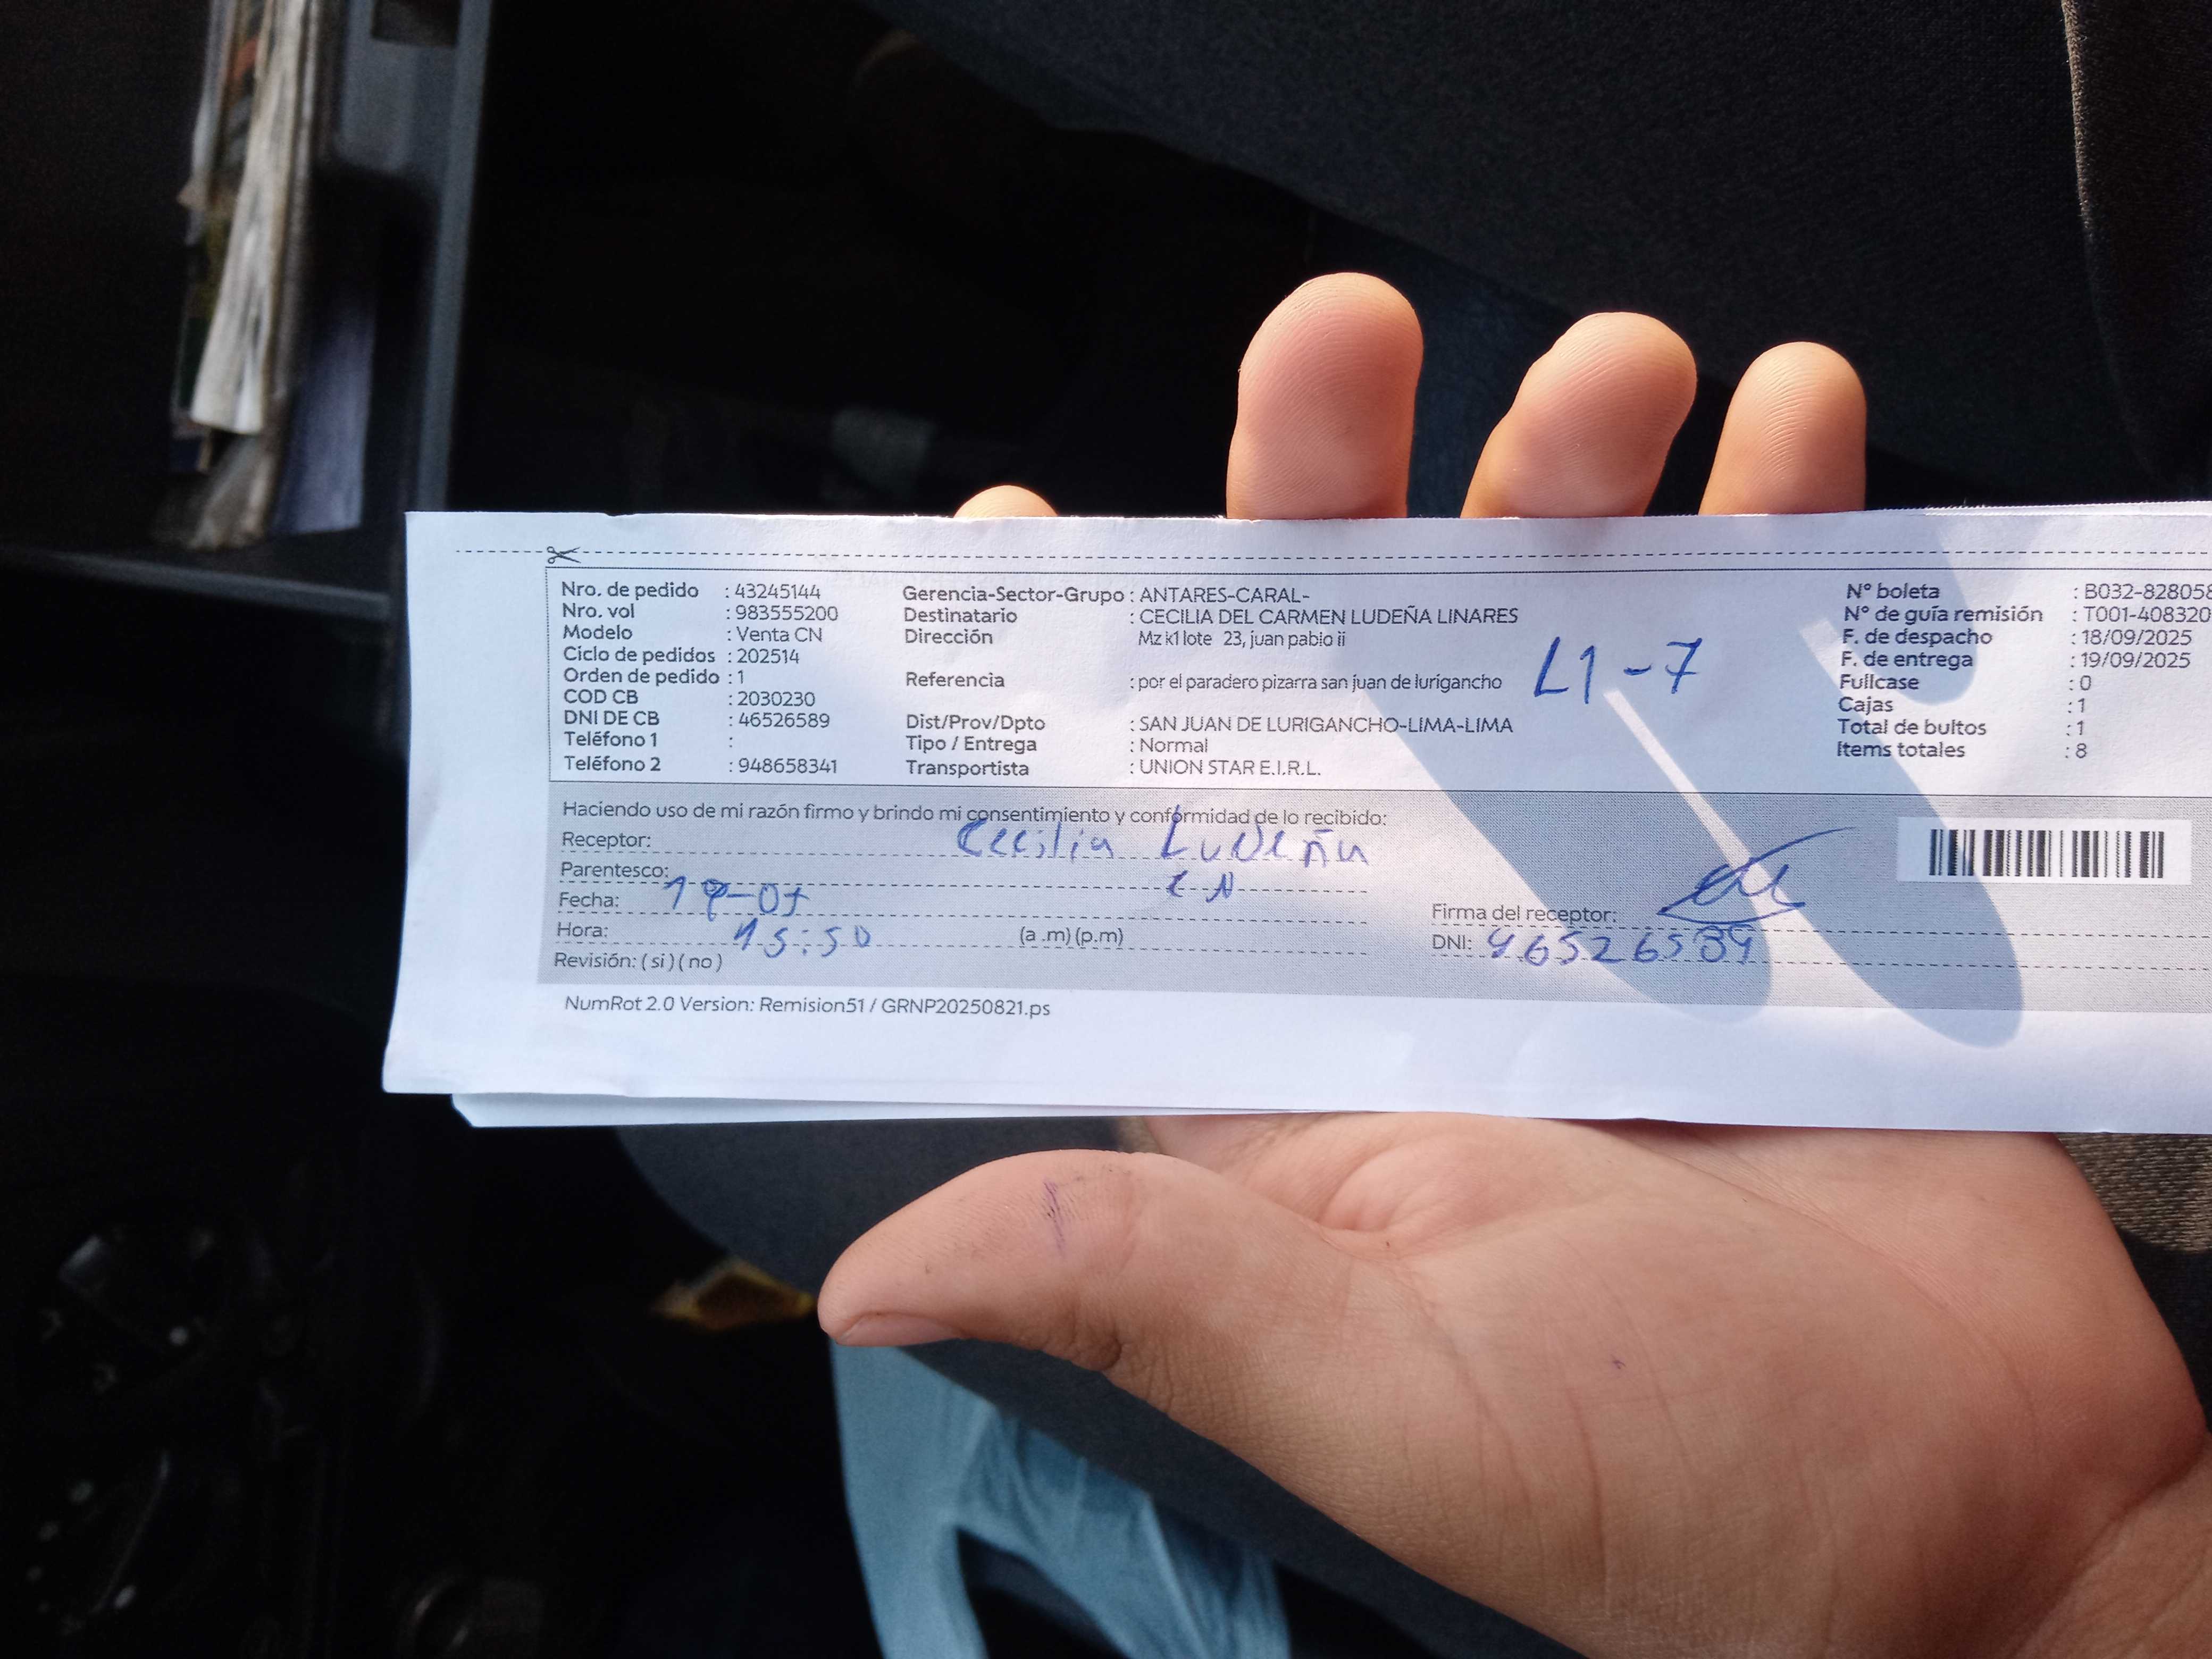 Nro. de pedido : 43245144
Nro. vol : 983555200
Modelo : Venta CN
Ciclo de pedidos : 202514
Orden de pedido : 1
COD CB : 2030230
DNI DE CB : 46526589
Teléfono 1 :
Teléfono 2 : 948658341
Gerencia-Sector-Grupo : ANTARES-CARAL-
Destinatario : CECILIA DEL CARMEN LUDEÑA LINARES
Dirección Mz k1 lote 23, juan pablo ii
Referencia : por el paradero pizarra san juan de lurigancho
Dist/Prov/Dpto : SAN JUAN DE LURIGANCHO-LIMA-LIMA
Tipo / Entrega : Normal
Transportista : UNION STAR E.I.R.L.
L1-7
N° boleta : B032-828058
N° de guía remisión : T001-408320
F. de despacho : 18/09/2025
F. de entrega : 19/09/2025
Fullcase : 0
Cajas : 1
Total de bultos : 1
Items totales : 8
Haciendo uso de mi razón firmo y brindo mi consentimiento y conformidad de lo recibido:
Receptor: Cecilia Ludeña
Parentesco: CN
Fecha:
Hora: 15:50 (a .m) (p.m)
Revisión: ( si ) ( no )
Firma del receptor:
DNI: 46526589
NumRot 2.0 Version: Remision51 / GRNP20250821.ps